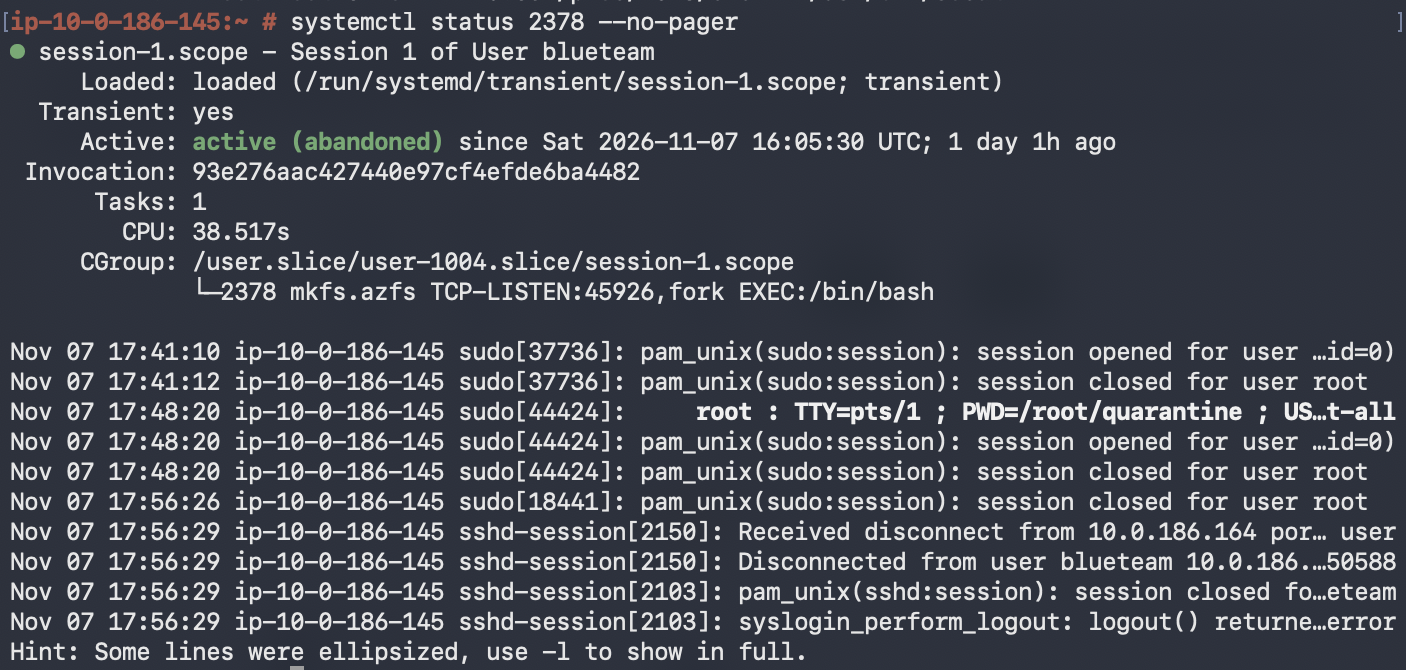 [ip-10-0-186-145:~ # systemctl status 2378 --no-pager ]
● session-1.scope - Session 1 of User blueteam
Loaded: loaded (/run/systemd/transient/session-1.scope; transient)
Transient: yes
Active: active (abandoned) since Sat 2026-11-07 16:05:30 UTC; 1 day 1h ago
Invocation: 93e276aac427440e97cf4efde6ba4482
Tasks: 1
CPU: 38.517s
CGroup: /user.slice/user-1004.slice/session-1.scope
└─2378 mkfs.azfs TCP-LISTEN:45926,fork EXEC:/bin/bash
Nov 07 17:41:10 ip-10-0-186-145 sudo[37736]: pam_unix(sudo:session): session opened for user …id=0)
Nov 07 17:41:12 ip-10-0-186-145 sudo[37736]: pam_unix(sudo:session): session closed for user root
Nov 07 17:48:20 ip-10-0-186-145 sudo[44424]: root : TTY=pts/1 ; PWD=/root/quarantine ; US…t-all
Nov 07 17:48:20 ip-10-0-186-145 sudo[44424]: pam_unix(sudo:session): session opened for user …id=0)
Nov 07 17:48:20 ip-10-0-186-145 sudo[44424]: pam_unix(sudo:session): session closed for user root
Nov 07 17:56:26 ip-10-0-186-145 sudo[18441]: pam_unix(sudo:session): session closed for user root
Nov 07 17:56:29 ip-10-0-186-145 sshd-session[2150]: Received disconnect from 10.0.186.164 por… user
Nov 07 17:56:29 ip-10-0-186-145 sshd-session[2150]: Disconnected from user blueteam 10.0.186.…50588
Nov 07 17:56:29 ip-10-0-186-145 sshd-session[2103]: pam_unix(sshd:session): session closed fo…eteam
Nov 07 17:56:29 ip-10-0-186-145 sshd-session[2103]: syslogin_perform_logout: logout() returne…error
Hint: Some lines were ellipsized, use -l to show in full.